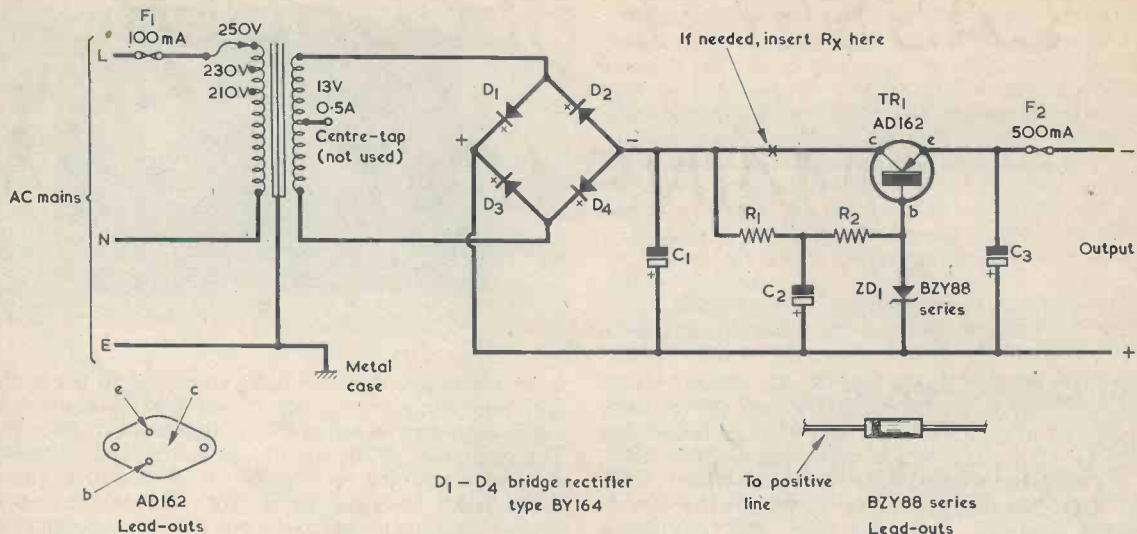 F1
100mA
250V
L
230V
210V
13V
0·5A
Centre-tap
(not used)
AC mains
N
E
Metal
case
D1
D2
D3
D4
+
−
If needed, insert RX here
TR1
AD162
c
e
b
F2
500mA
−
R1
R2
C1
+
C2
+
ZD1
BZY88
series
C3
+
Output
+
e
c
b
AD162
Lead-outs
D1 – D4 bridge rectifier
type BY164
To positive
line
BZY88 series
Lead-outs